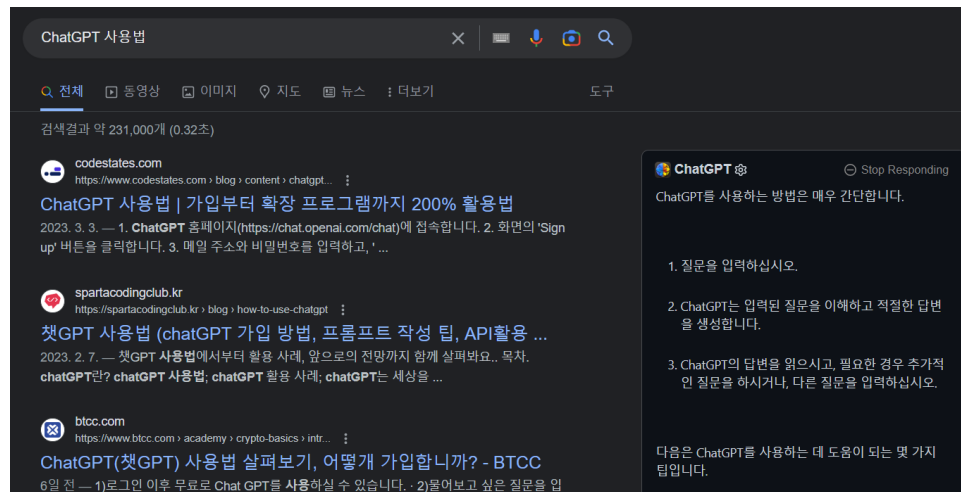 ChatGPT 사용법
전체 동영상 이미지 지도 뉴스 더보기 도구
검색결과 약 231,000개 (0.32초)
codestates.com
https://www.codestates.com › blog › content › chatgpt...
ChatGPT 사용법 | 가입부터 확장 프로그램까지 200% 활용법
2023. 3. 3. — 1. ChatGPT 홈페이지(https://chat.openai.com/chat)에 접속합니다. 2. 화면의 'Sign
up' 버튼을 클릭합니다. 3. 메일 주소와 비밀번호를 입력하고, ' ...
spartacodingclub.kr
https://spartacodingclub.kr › blog › how-to-use-chatgpt
챗GPT 사용법 (chatGPT 가입 방법, 프롬프트 작성 팁, API활용 ...
2023. 2. 7. — 챗GPT 사용법에서부터 활용 사례, 앞으로의 전망까지 함께 살펴봐요.. 목차.
chatGPT란? chatGPT 사용법; chatGPT 활용 사례; chatGPT는 세상을 ...
btcc.com
https://www.btcc.com › academy › crypto-basics › intr...
ChatGPT(챗GPT) 사용법 살펴보기, 어떻게 가입합니까? - BTCC
6일 전 — 1)로그인 이후 무료로 Chat GPT를 사용하실 수 있습니다. · 2)물어보고 싶은 질문을 입
ChatGPT Stop Responding
ChatGPT를 사용하는 방법은 매우 간단합니다.
1. 질문을 입력하십시오.
2. ChatGPT는 입력된 질문을 이해하고 적절한 답변
을 생성합니다.
3. ChatGPT의 답변을 읽으시고, 필요한 경우 추가적
인 질문을 하시거나, 다른 질문을 입력하십시오.
다음은 ChatGPT를 사용하는 데 도움이 되는 몇 가지
팁입니다.